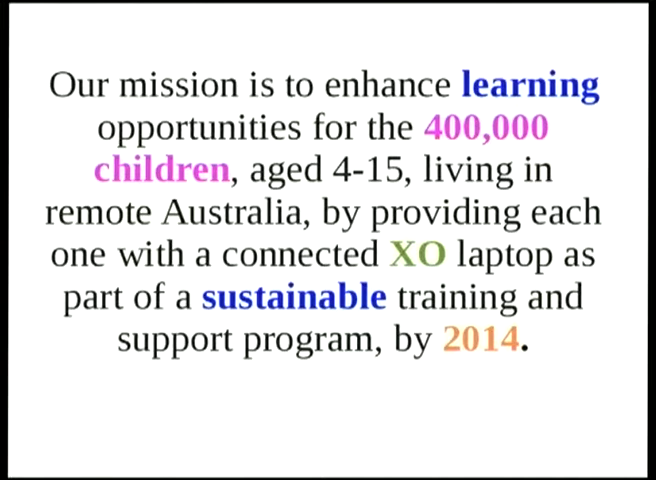 Our mission is to enhance learning
opportunities for the 400,000
children, aged 4-15, living in
remote Australia, by providing each
one with a connected XO laptop as
part of a sustainable training and
support program, by 2014.